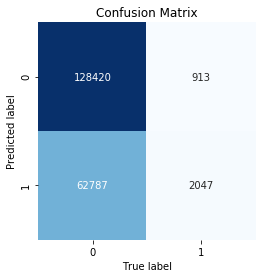 Confusion Matrix
Predicted label
0
128420
913
1
62787
2047
0
1
True label